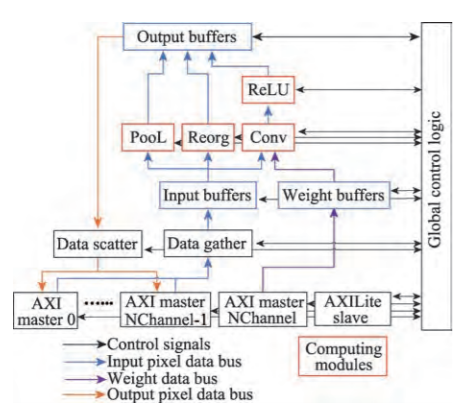 Output buffers
ReLU
PooL
Reorg
Conv
Input buffers
Weight buffers
Data scatter
Data gather
AXI
master 0
......
AXI master
NChannel-1
AXI master
NChannel
AXILite
slave
Global control logic
Control signals
Input pixel data bus
Weight data bus
Output pixel data bus
Computing
modules